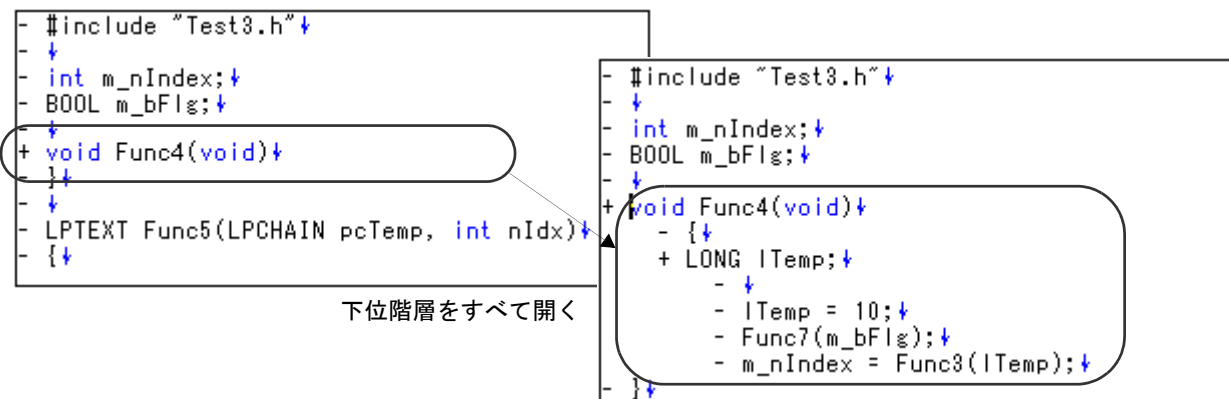 - #include "Test3.h"↓
- ↓
- int m_nIndex;↓
- BOOL m_bFlg;↓
- ↓
+ void Func4(void)↓
- }↓
- ↓
- LPTEXT Func5(LPCHAIN pcTemp, int nIdx)↓
- {↓
下位階層をすべて開く
- #include "Test3.h"↓
- ↓
- int m_nIndex;↓
- BOOL m_bFlg;↓
- ↓
+ void Func4(void)↓
- {↓
+ LONG lTemp;↓
- ↓
- lTemp = 10;↓
- Func7(m_bFlg);↓
- m_nIndex = Func3(lTemp);↓
- }↓